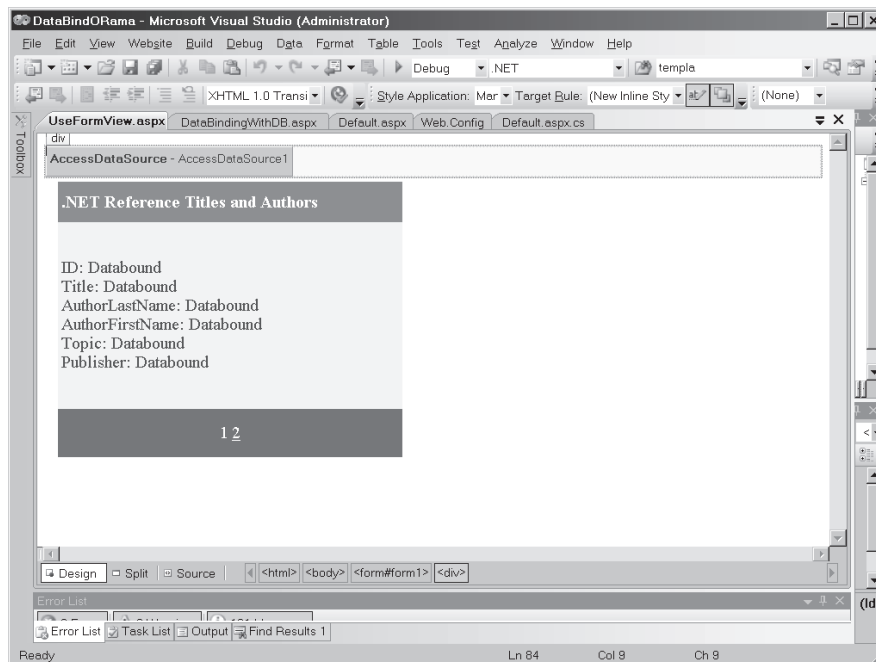 DataBindORama - Microsoft Visual Studio (Administrator)
File Edit View Website Build Debug Data Format Table Tools Test Analyze Window Help
Debug .NET templa
XHTML 1.0 Transi Style Application: Mar Target Rule: (New Inline Sty (None)
UseFormView.aspx DataBindingWithDB.aspx Default.aspx Web.Config Default.aspx.cs
Toolbox
div
AccessDataSource - AccessDataSource1
.NET Reference Titles and Authors
ID: Databound
Title: Databound
AuthorLastName: Databound
AuthorFirstName: Databound
Topic: Databound
Publisher: Databound
1 2
Design Split Source <html> <body> <form#form1> <div>
Error List
(Id
Error List Task List Output Find Results 1
Ready Ln 84 Col 9 Ch 9